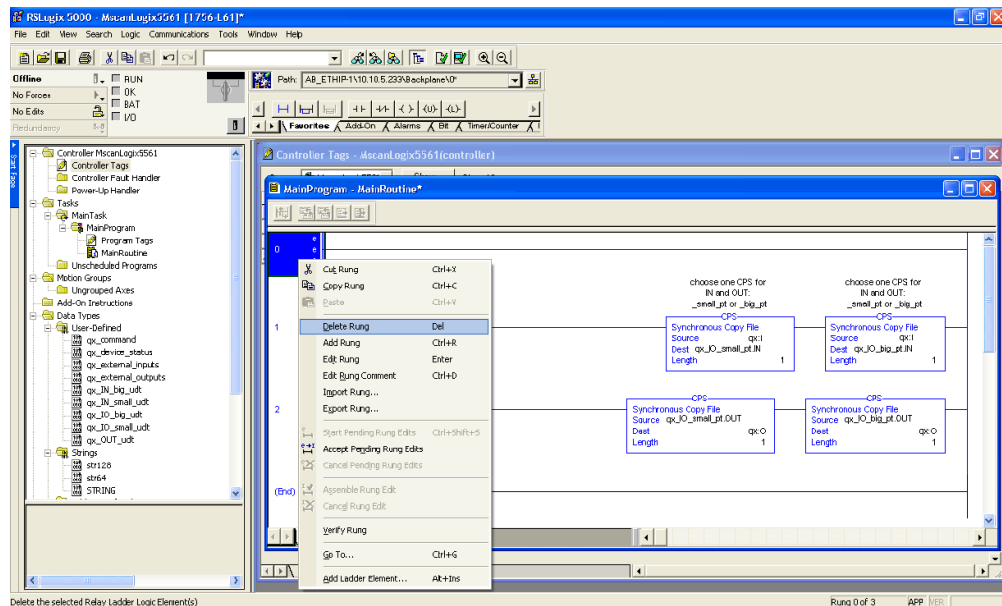 RSLogix 5000 - MscanLogix5561 [1756-L61]*
File Edit View Search Logic Communications Tools Window Help
Offline
RUN
No Forces
OK
No Edits
BAT
Redundancy
I/O
Path: AB_ETHIP-1\10.10.5.233\Backplane\0*
Favorites Add-On Alarms Bit Timer/Counter
Start Page
Controller MscanLogix5561
Controller Tags
Controller Fault Handler
Power-Up Handler
Tasks
MainTask
MainProgram
Program Tags
MainRoutine
Unscheduled Programs
Motion Groups
Ungrouped Axes
Add-On Instructions
Data Types
User-Defined
qx_command
qx_device_status
qx_external_inputs
qx_external_outputs
qx_IN_big_udt
qx_IN_small_udt
qx_IO_big_udt
qx_IO_small_udt
qx_OUT_udt
Strings
str128
str64
STRING
Controller Tags - MscanLogix5561(controller)
MainProgram - MainRoutine*
0
e
e
Cut Rung Ctrl+X
Copy Rung Ctrl+C
Paste Ctrl+V
Delete Rung Del
Add Rung Ctrl+R
Edit Rung Enter
Edit Rung Comment Ctrl+D
Import Rung...
Export Rung...
Start Pending Rung Edits Ctrl+Shift+S
Accept Pending Rung Edits
Cancel Pending Rung Edits
Assemble Rung Edit
Cancel Rung Edit
Verify Rung
Go To... Ctrl+G
Add Ladder Element... Alt+Ins
1
choose one CPS for
IN and OUT:
_small_pt or _big_pt
CPS
Synchronous Copy File
Source qx:I
Dest qx_IO_small_pt.IN
Length 1
choose one CPS for
IN and OUT:
_small_pt or _big_pt
CPS
Synchronous Copy File
Source qx:I
Dest qx_IO_big_pt.IN
Length 1
2
CPS
Synchronous Copy File
Source qx_IO_small_pt.OUT
Dest qx:O
Length 1
CPS
Synchronous Copy File
Source qx_IO_big_pt.OUT
Dest qx:O
Length 1
(End)
Delete the selected Relay Ladder Logic Element(s)
Rung 0 of 3 APP VER